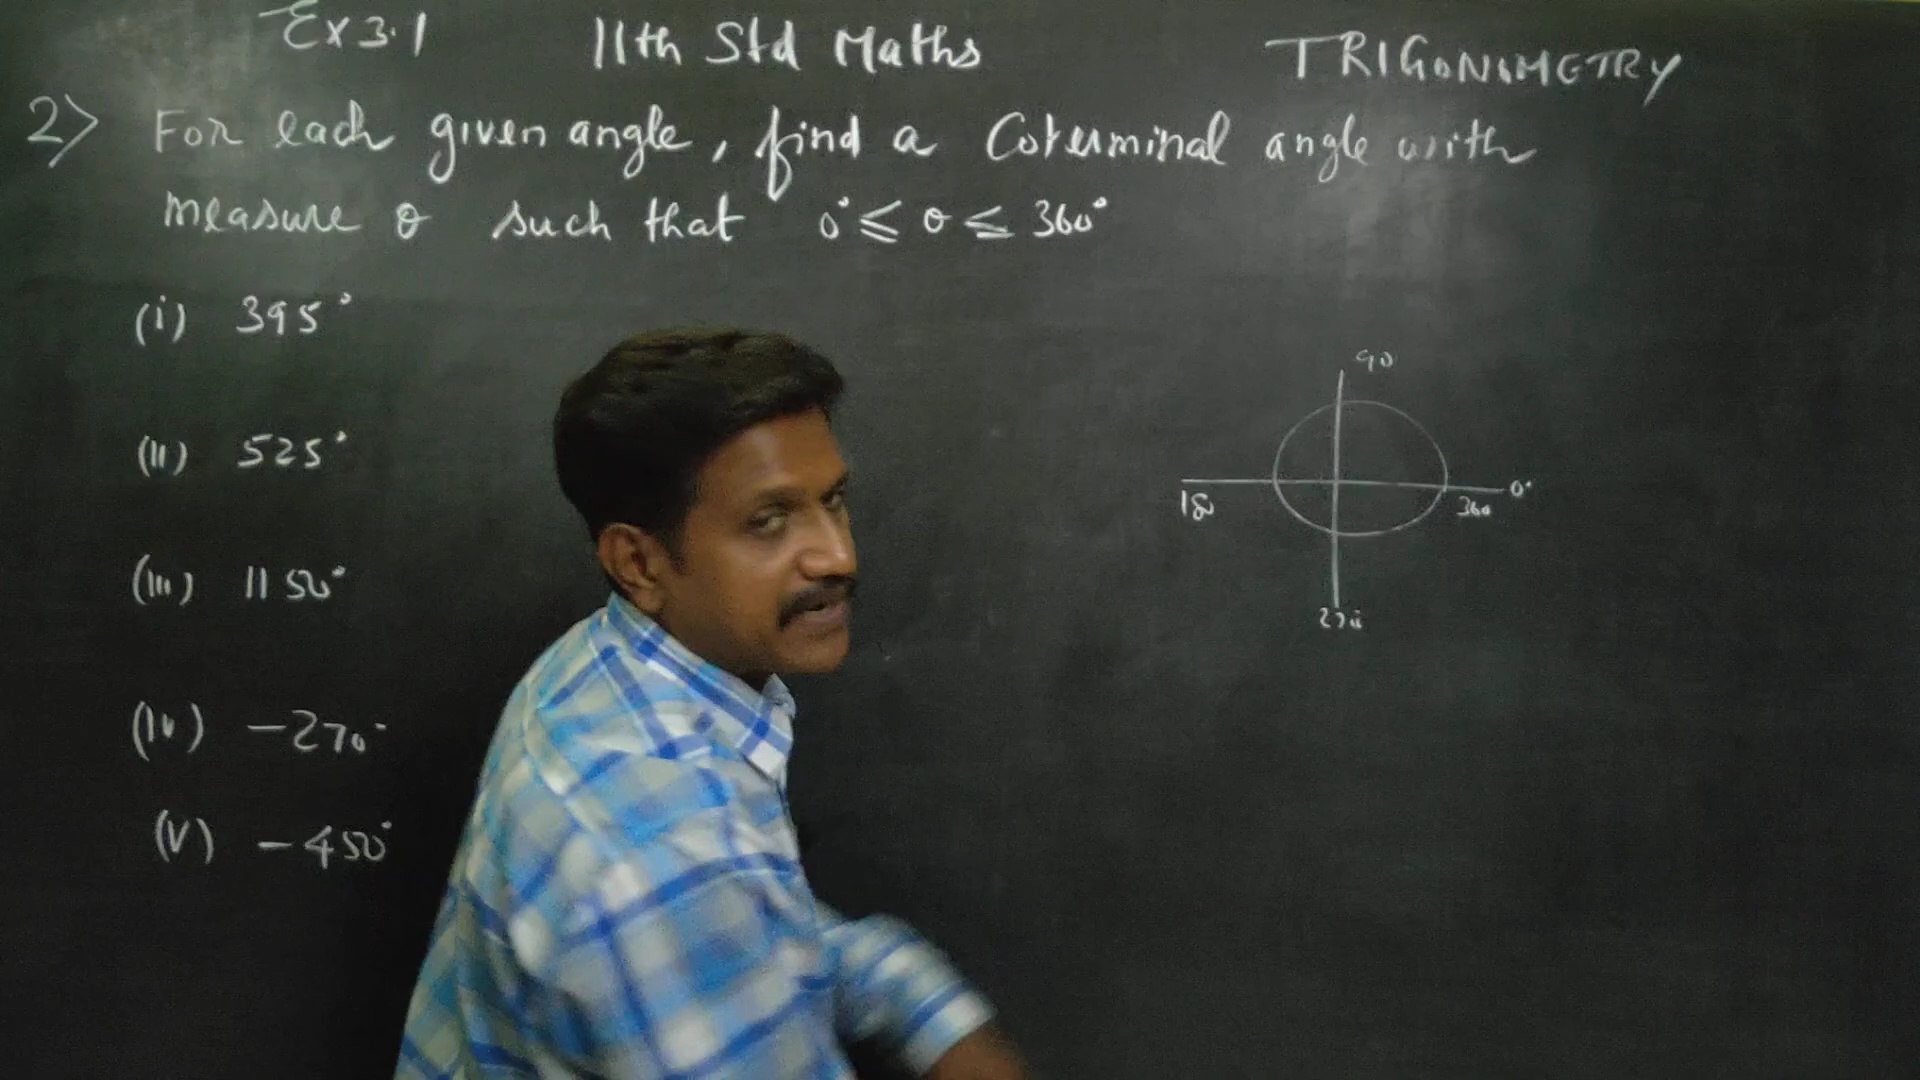 Ex 3.1 11th Std Maths TRIGONOMETRY
2) For each given angle, find a Coterminal angle with
measure θ such that 0° ≤ θ ≤ 360°
(i) 395°
(ii) 525°
(iii) 1150°
(iv) -270°
(v) -450°
90
180 360 0°
270°